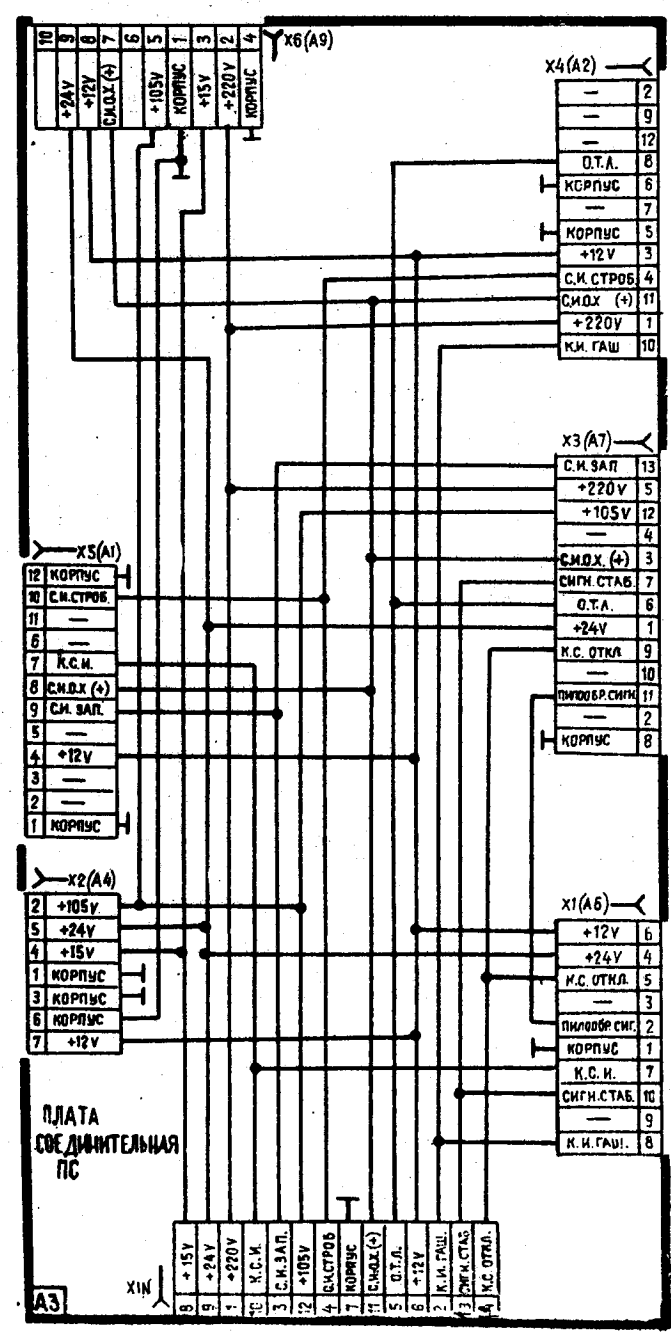 X6(A9)
10
9 +24V
8 +12V
7 С.И.О.Х (+)
6
5 +105V
1 КОРПУС
3 +15V
2 +220V
4 КОРПУС
X4(A2)
— 2
— 9
— 12
О.Т.Л. 8
КОРПУС 6
— 7
КОРПУС 5
+12V 3
С.И. СТРОБ. 4
С.И.О.Х (+) 11
+220V 1
К.И. ГАШ 10
X3(A7)
С.И.ЗАП 13
+220V 5
+105V 12
— 4
С.И.О.Х. (+) 3
СИГН. СТАБ. 7
О.Т.Л. 6
+24V 1
К.С. ОТКЛ 9
— 10
ПИЛООБР.СИГН. 11
— 2
КОРПУС 8
X5(A1)
12 КОРПУС
10 С.И.СТРОБ.
11 —
6 —
7 К.С.И.
8 С.И.О.Х (+)
9 С.И. ЗАП.
5 —
4 +12V
3 —
2 —
1 КОРПУС
X2(A4)
2 +105V
5 +24V
4 +15V
1 КОРПУС
3 КОРПУС
6 КОРПУС
7 +12V
X1(A6)
+12V 6
+24V 4
К.С. ОТКЛ. 5
— 3
ПИЛООБР. СИГ. 2
КОРПУС 1
К.С.И. 7
СИГН.СТАБ. 10
— 9
К.И.ГАШ. 8
ПЛАТА
СОЕДИНИТЕЛЬНАЯ
ПС
A3
X1N
8 +15V
9 +24V
1 +220V
10 К.С.И.
3 С.И.ЗАП.
12 +105V
4 С.И.СТРОБ
7 КОРПУС
11 С.И.О.Х.(+)
5 О.Т.Л.
6 +12V
2 К.И. ГАШ.
13 СИГН.СТАБ
14 К.С ОТКЛ.